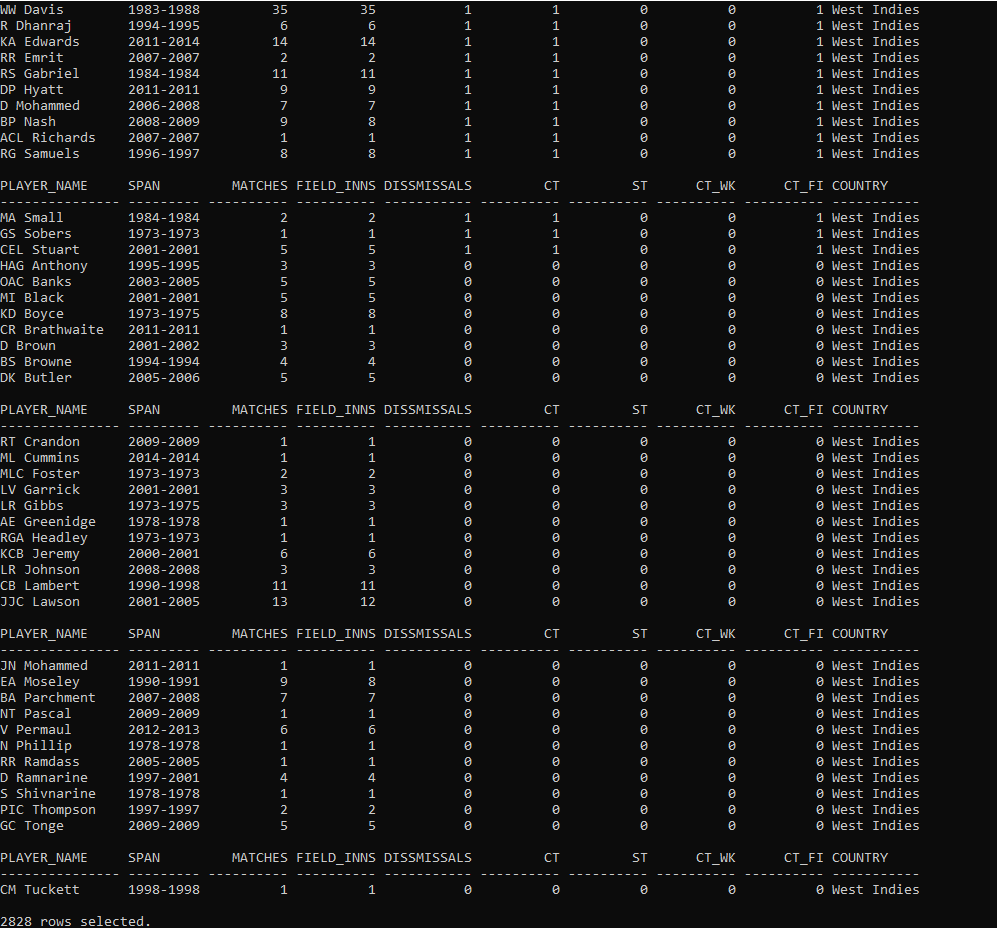 WW Davis 1983-1988 35 35 1 1 0 0 1 West Indies
R Dhanraj 1994-1995 6 6 1 1 0 0 1 West Indies
KA Edwards 2011-2014 14 14 1 1 0 0 1 West Indies
RR Emrit 2007-2007 2 2 1 1 0 0 1 West Indies
RS Gabriel 1984-1984 11 11 1 1 0 0 1 West Indies
DP Hyatt 2011-2011 9 9 1 1 0 0 1 West Indies
D Mohammed 2006-2008 7 7 1 1 0 0 1 West Indies
BP Nash 2008-2009 9 8 1 1 0 0 1 West Indies
ACL Richards 2007-2007 1 1 1 1 0 0 1 West Indies
RG Samuels 1996-1997 8 8 1 1 0 0 1 West Indies
PLAYER_NAME SPAN MATCHES FIELD_INNS DISSMISSALS CT ST CT_WK CT_FI COUNTRY
--------------- --------- ---------- ---------- ----------- ---------- ---------- ---------- ---------- -----------
MA Small 1984-1984 2 2 1 1 0 0 1 West Indies
GS Sobers 1973-1973 1 1 1 1 0 0 1 West Indies
CEL Stuart 2001-2001 5 5 1 1 0 0 1 West Indies
HAG Anthony 1995-1995 3 3 0 0 0 0 0 West Indies
OAC Banks 2003-2005 5 5 0 0 0 0 0 West Indies
MI Black 2001-2001 5 5 0 0 0 0 0 West Indies
KD Boyce 1973-1975 8 8 0 0 0 0 0 West Indies
CR Brathwaite 2011-2011 1 1 0 0 0 0 0 West Indies
D Brown 2001-2002 3 3 0 0 0 0 0 West Indies
BS Browne 1994-1994 4 4 0 0 0 0 0 West Indies
DK Butler 2005-2006 5 5 0 0 0 0 0 West Indies
PLAYER_NAME SPAN MATCHES FIELD_INNS DISSMISSALS CT ST CT_WK CT_FI COUNTRY
--------------- --------- ---------- ---------- ----------- ---------- ---------- ---------- ---------- -----------
RT Crandon 2009-2009 1 1 0 0 0 0 0 West Indies
ML Cummins 2014-2014 1 1 0 0 0 0 0 West Indies
MLC Foster 1973-1973 2 2 0 0 0 0 0 West Indies
LV Garrick 2001-2001 3 3 0 0 0 0 0 West Indies
LR Gibbs 1973-1975 3 3 0 0 0 0 0 West Indies
AE Greenidge 1978-1978 1 1 0 0 0 0 0 West Indies
RGA Headley 1973-1973 1 1 0 0 0 0 0 West Indies
KCB Jeremy 2000-2001 6 6 0 0 0 0 0 West Indies
LR Johnson 2008-2008 3 3 0 0 0 0 0 West Indies
CB Lambert 1990-1998 11 11 0 0 0 0 0 West Indies
JJC Lawson 2001-2005 13 12 0 0 0 0 0 West Indies
PLAYER_NAME SPAN MATCHES FIELD_INNS DISSMISSALS CT ST CT_WK CT_FI COUNTRY
--------------- --------- ---------- ---------- ----------- ---------- ---------- ---------- ---------- -----------
JN Mohammed 2011-2011 1 1 0 0 0 0 0 West Indies
EA Moseley 1990-1991 9 8 0 0 0 0 0 West Indies
BA Parchment 2007-2008 7 7 0 0 0 0 0 West Indies
NT Pascal 2009-2009 1 1 0 0 0 0 0 West Indies
V Permaul 2012-2013 6 6 0 0 0 0 0 West Indies
N Phillip 1978-1978 1 1 0 0 0 0 0 West Indies
RR Ramdass 2005-2005 1 1 0 0 0 0 0 West Indies
D Ramnarine 1997-2001 4 4 0 0 0 0 0 West Indies
S Shivnarine 1978-1978 1 1 0 0 0 0 0 West Indies
PIC Thompson 1997-1997 2 2 0 0 0 0 0 West Indies
GC Tonge 2009-2009 5 5 0 0 0 0 0 West Indies
PLAYER_NAME SPAN MATCHES FIELD_INNS DISSMISSALS CT ST CT_WK CT_FI COUNTRY
--------------- --------- ---------- ---------- ----------- ---------- ---------- ---------- ---------- -----------
CM Tuckett 1998-1998 1 1 0 0 0 0 0 West Indies
2828 rows selected.